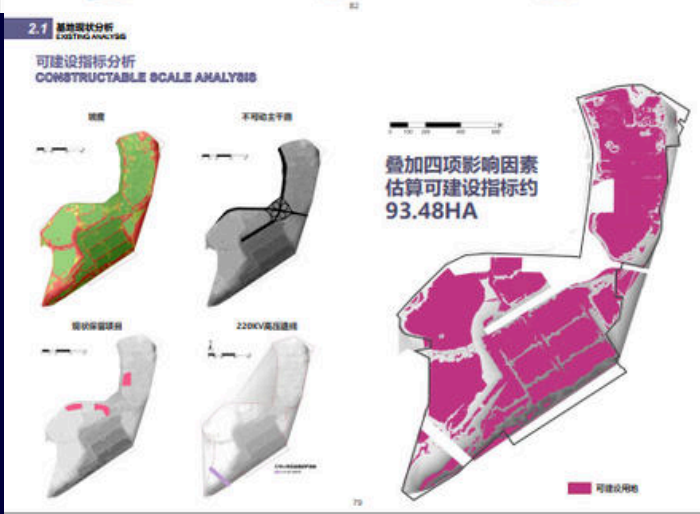 82
2.1 基地现状分析
EXISTING ANALYSIS
可建设指标分析
CONSTRUCTABLE SCALE ANALYSIS
坡度
不可动主干路
叠加四项影响因素
估算可建设指标约
93.48HA
现状保留项目
220KV高压廊线
可建设用地
79